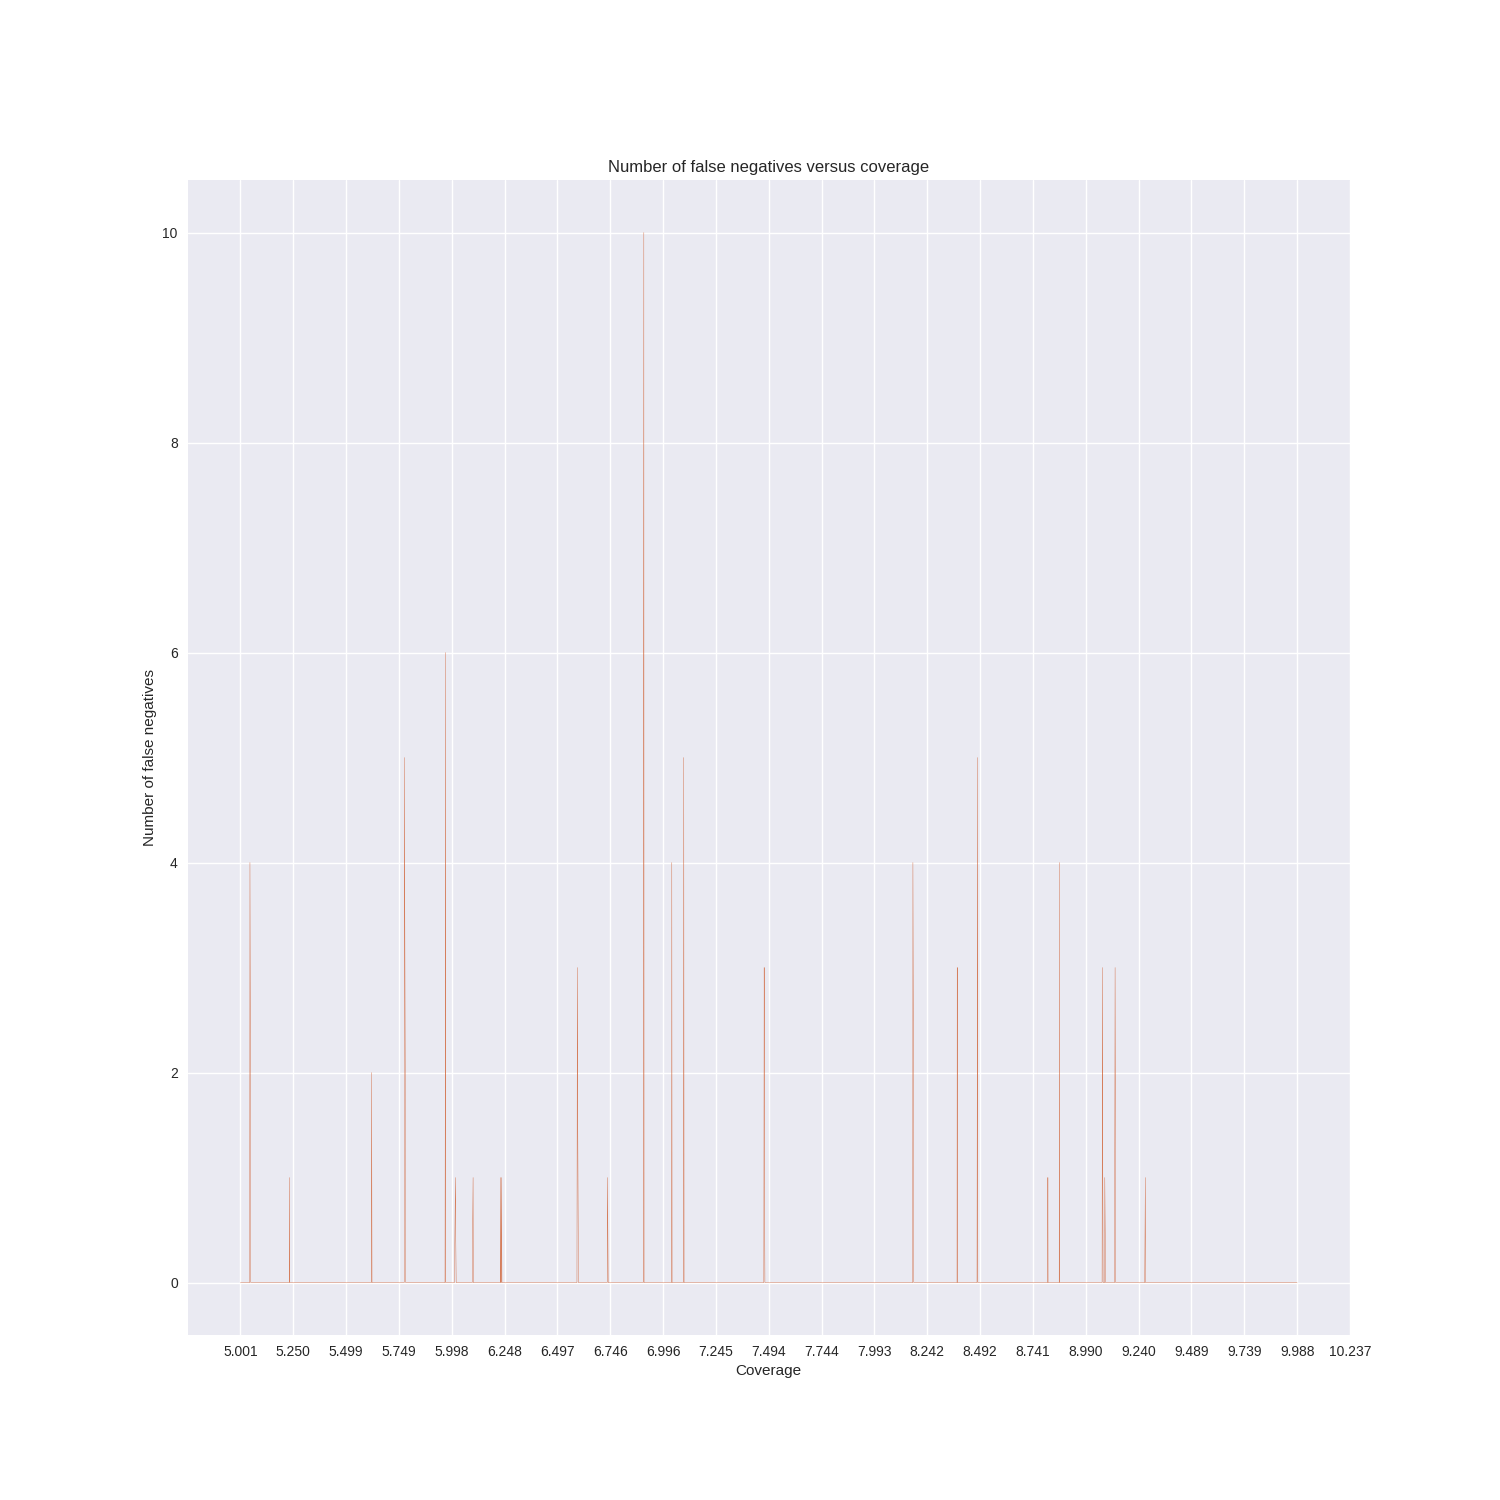 Number of false negatives versus coverage
10
8
6
4
2
0
Number of false negatives
5.001 5.250 5.499 5.749 5.998 6.248 6.497 6.746 6.996 7.245 7.494 7.744 7.993 8.242 8.492 8.741 8.990 9.240 9.489 9.739 9.988 10.237
Coverage